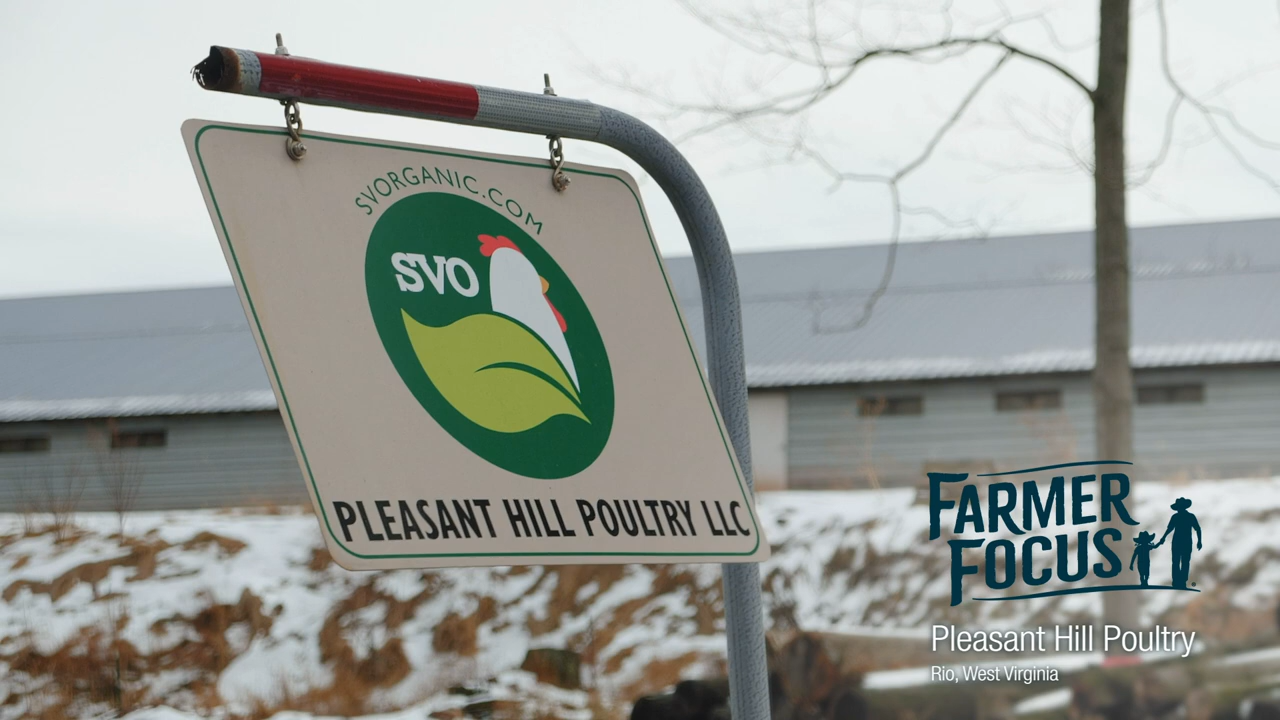 SVORGANIC.COM
SVO
PLEASANT HILL POULTRY LLC
FARMER
FOCUS
Pleasant Hill Poultry
Rio, West Virginia